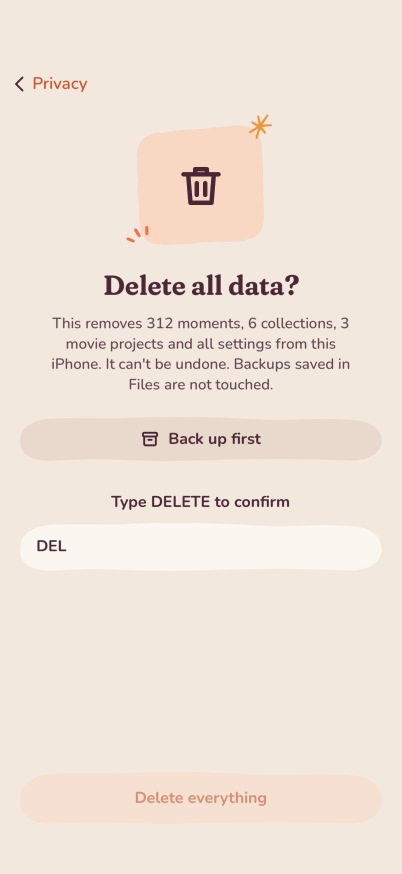 Privacy
Delete all data?
This removes 312 moments, 6 collections, 3
movie projects and all settings from this
iPhone. It can't be undone. Backups saved in
Files are not touched.
Back up first
Type DELETE to confirm
DEL
Delete everything